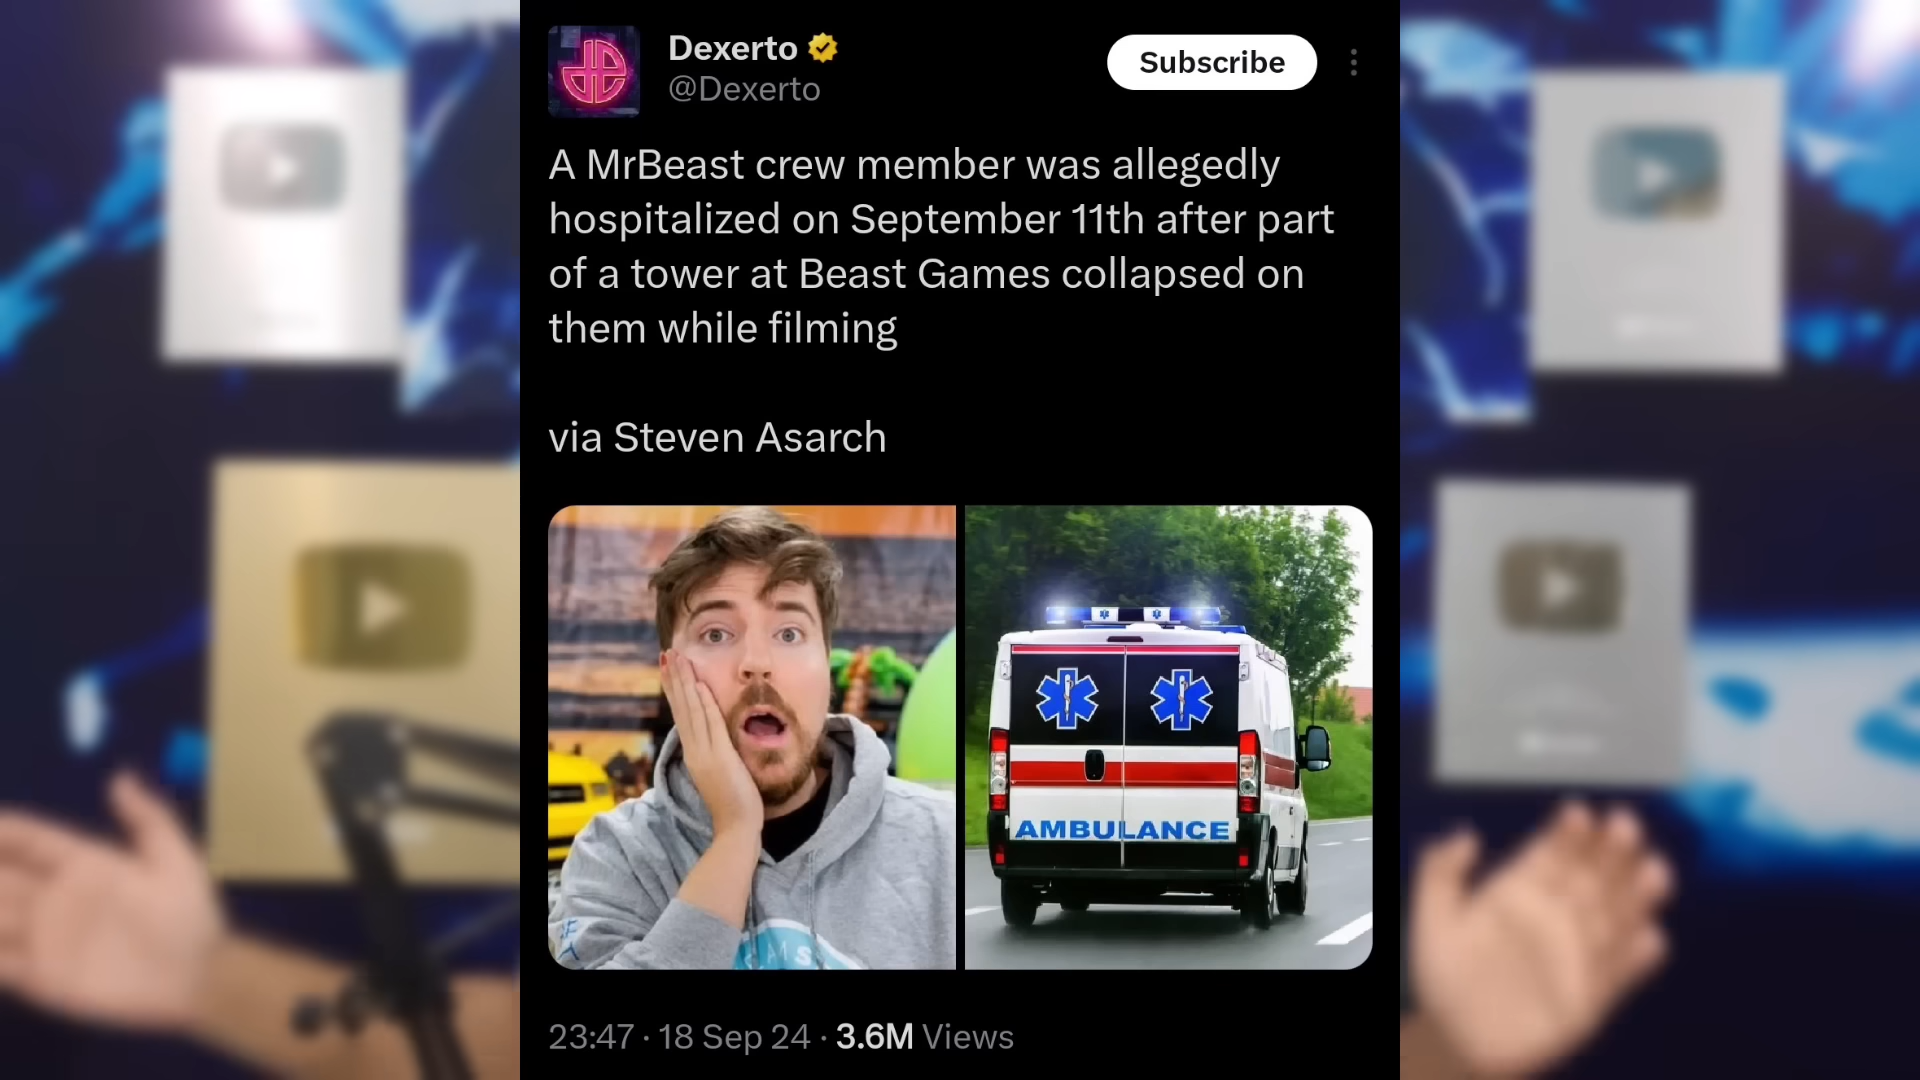 Dexerto
@Dexerto
Subscribe
A MrBeast crew member was allegedly
hospitalized on September 11th after part
of a tower at Beast Games collapsed on
them while filming
via Steven Asarch
AMBULANCE
23:47 · 18 Sep 24 · 3.6M Views